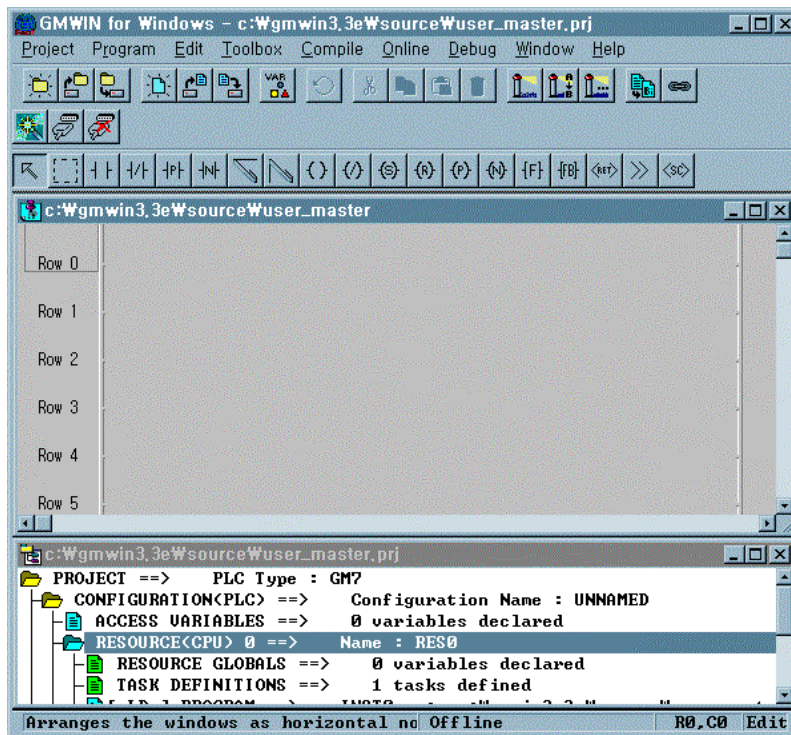 GMWIN for Windows - c:₩gmwin3,3e₩source₩user_master,prj
Project Program Edit Toolbox Compile Online Debug Window Help
VAR
P N () (/) (S) (R) (P) (N) {F} {FB} <RET> >> <SC>
c:₩gmwin3,3e₩source₩user_master
Row 0
Row 1
Row 2
Row 3
Row 4
Row 5
c:₩gmwin3,3e₩source₩user_master,prj
PROJECT ==> PLC Type : GM7
CONFIGURATION(PLC) ==> Configuration Name : UNNAMED
ACCESS VARIABLES ==> 0 variables declared
RESOURCE(CPU) 0 ==> Name : RES0
RESOURCE GLOBALS ==> 0 variables declared
TASK DEFINITIONS ==> 1 tasks defined
Arranges the windows as horizontal no Offline R0,C0 Edit